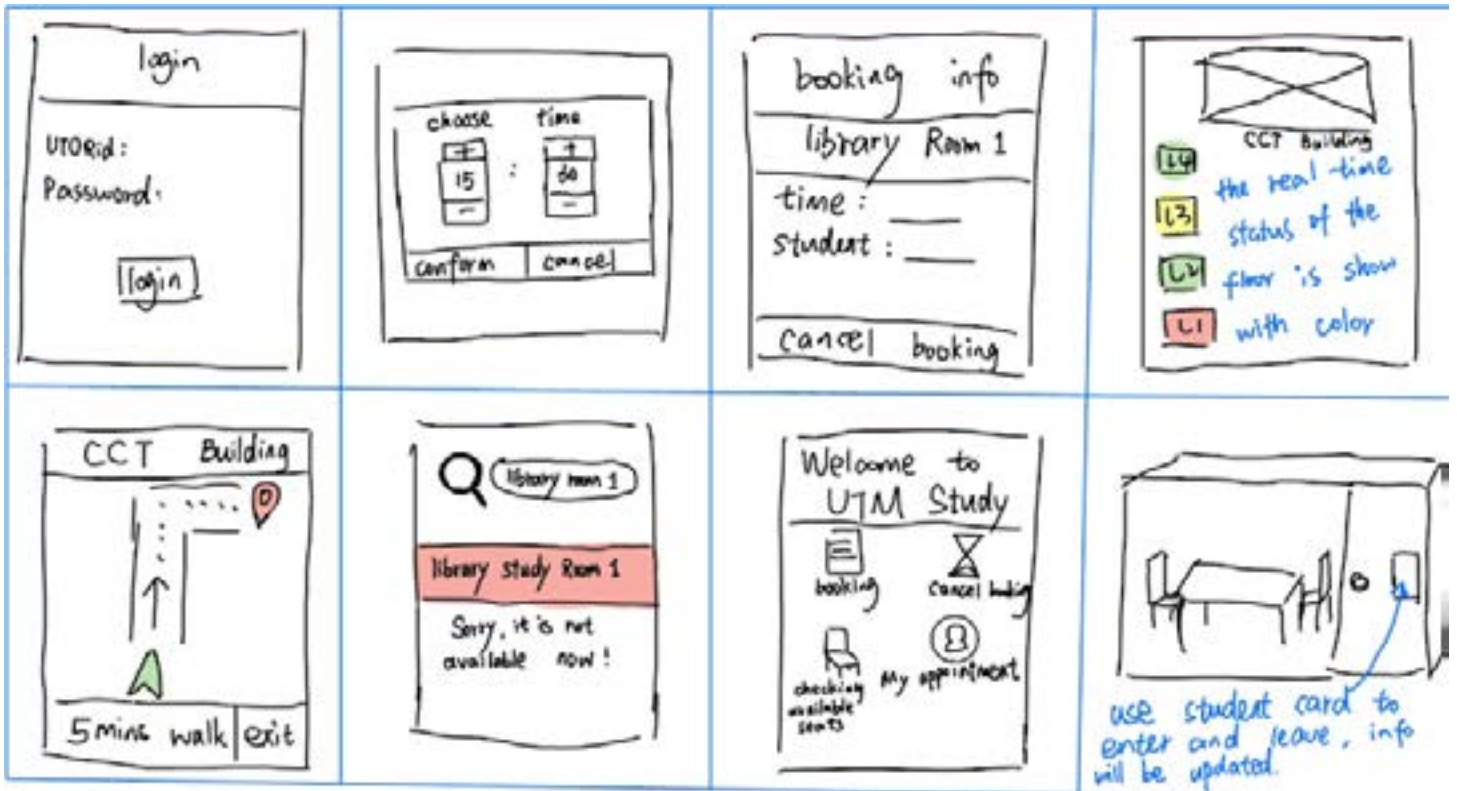 login
UTORid:
Password:
login
choose time
+ +
15 : 60
- -
conform cancel
booking info
library Room 1
time:
student:
cancel booking
CCT Building
L4
L3
L2
L1
the real-time
status of the
floor is show
with color
CCT Building
5 mins walk exit
library room 1
library study Room 1
Sorry, it is not
available now!
Welcome to
UTM Study
booking
cancel booking
checking
available
seats
My appointment
use student card to
enter and leave, info
will be updated.